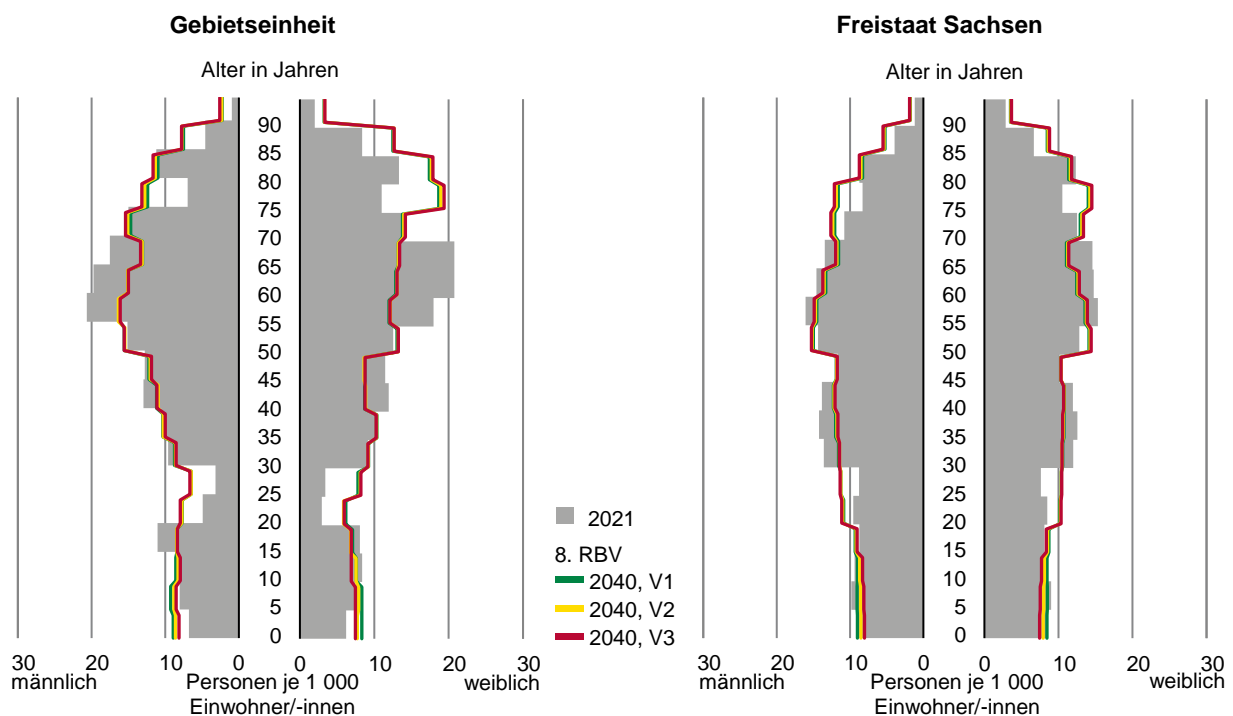 Gebietseinheit
Freistaat Sachsen
Alter in Jahren
Alter in Jahren
90
85
80
75
70
65
60
55
50
45
40
35
30
25
20
15
10
5
0
90
85
80
75
70
65
60
55
50
45
40
35
30
25
20
15
10
5
0
2021
8. RBV
2040, V1
2040, V2
2040, V3
30 20 10 0 0 10 20 30
männlich Personen je 1 000 weiblich
Einwohner/-innen
30 20 10 0 0 10 20 30
männlich Personen je 1 000 weiblich
Einwohner/-innen